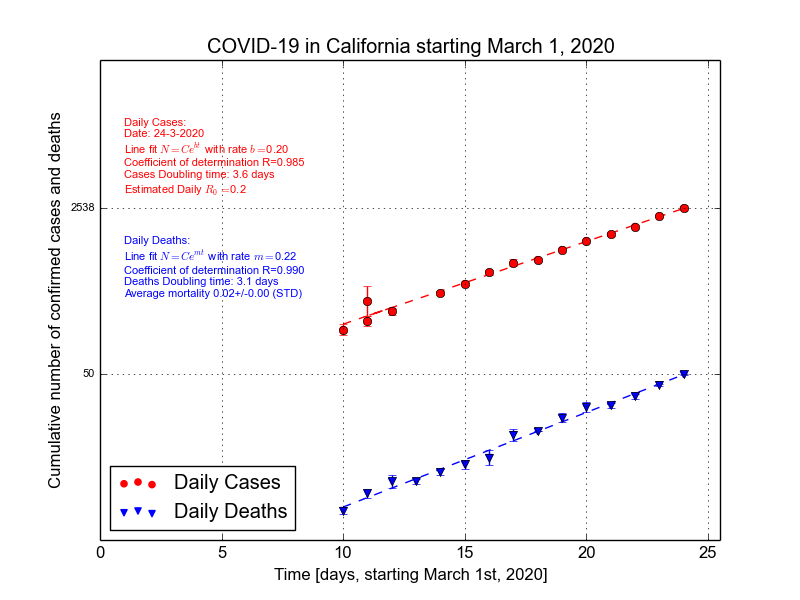 COVID-19 in California starting March 1, 2020
Cumulative number of confirmed cases and deaths
Daily Cases:
Date: 24-3-2020
Line fit N = Ce^{bt} with rate b = 0.20
Coefficient of determination R=0.985
Cases Doubling time: 3.6 days
Estimated Daily R_0 = 0.2
2538
Daily Deaths:
Line fit N = Ce^{mt} with rate m = 0.22
Coefficient of determination R=0.990
Deaths Doubling time: 3.1 days
Average mortality 0.02+/-0.00 (STD)
50
Daily Cases
Daily Deaths
0 5 10 15 20 25
Time [days, starting March 1st, 2020]